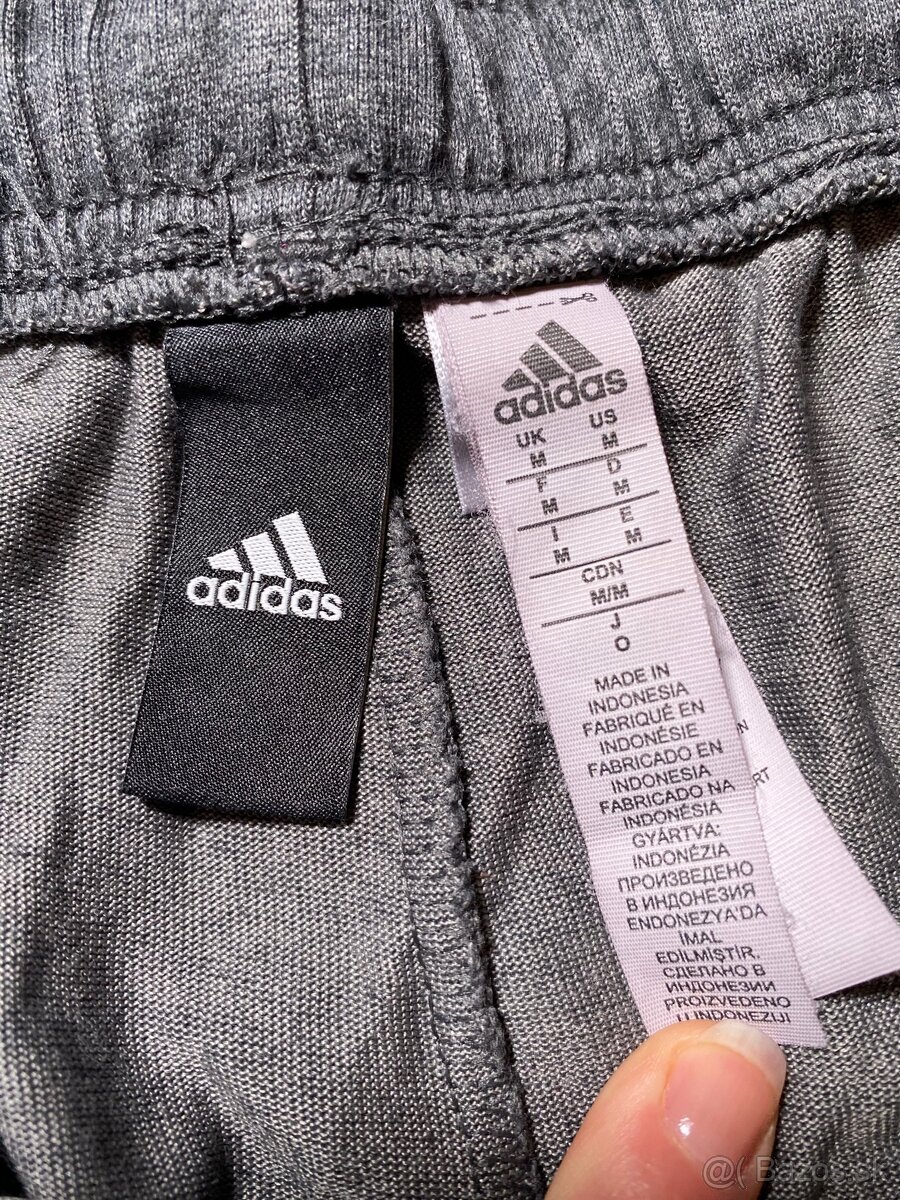 adidas
adidas
UK US
M M
F D
M M
I E
M M
CDN
M/M
J
O
MADE IN
INDONESIA
FABRIQUÉ EN
INDONÉSIE
FABRICADO EN
INDONESIA
FABRICADO NA
INDONÉSIA
GYÁRTVA:
INDONÉZIA
ПРОИЗВЕДЕНО
В ИНДОНЕЗИЯ
ENDONEZYA'DA
İMAL
EDİLMİŞTİR.
СДЕЛАНО В
ИНДОНЕЗИИ
PROIZVEDENO
U INDONEZIJI
N
RT